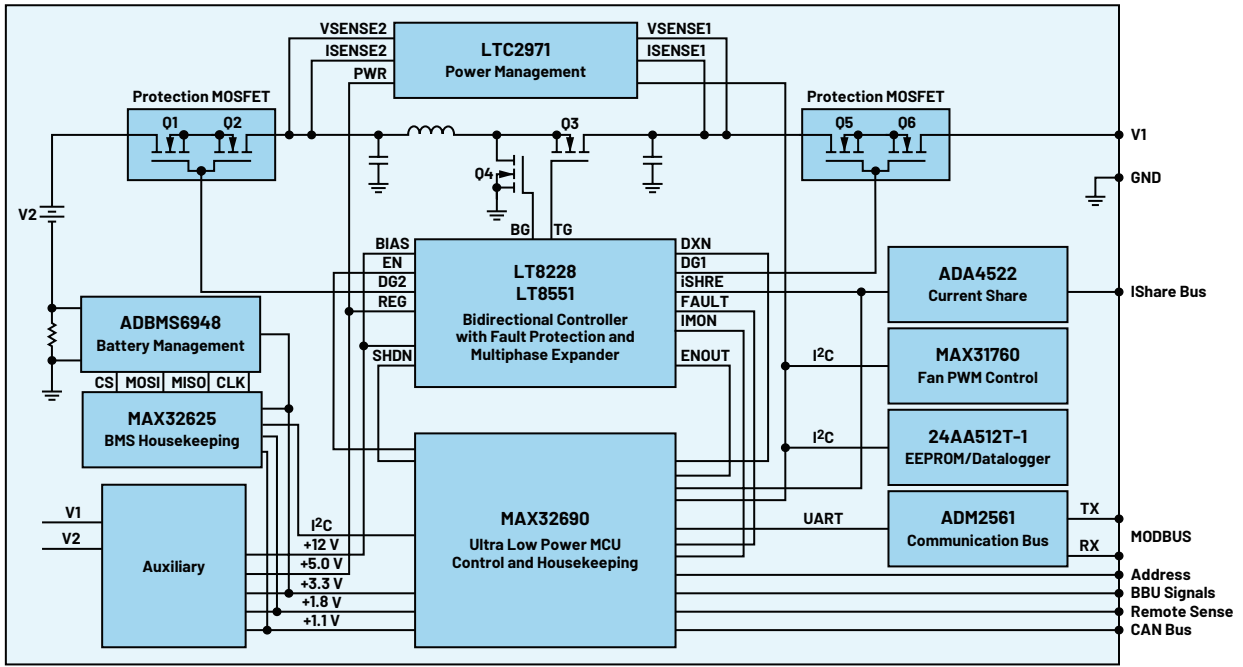 VSENSE2
ISENSE2
PWR
LTC2971
Power Management
VSENSE1
ISENSE1
Protection MOSFET
Q1
Q2
Protection MOSFET
Q5
Q6
Q3
Q4
V1
GND
V2
BG
TG
BIAS
EN
DG2
REG
SHDN
LT8228
LT8551
Bidirectional Controller
with Fault Protection and
Multiphase Expander
DXN
DG1
iSHRE
FAULT
IMON
ENOUT
ADA4522
Current Share
IShare Bus
ADBMS6948
Battery Management
CS
MOSI
MISO
CLK
MAX32625
BMS Housekeeping
I²C
MAX31760
Fan PWM Control
I²C
24AA512T-1
EEPROM/Datalogger
V1
V2
Auxiliary
I²C
+12 V
+5.0 V
+3.3 V
+1.8 V
+1.1 V
MAX32690
Ultra Low Power MCU
Control and Housekeeping
UART
ADM2561
Communication Bus
TX
RX
MODBUS
Address
BBU Signals
Remote Sense
CAN Bus